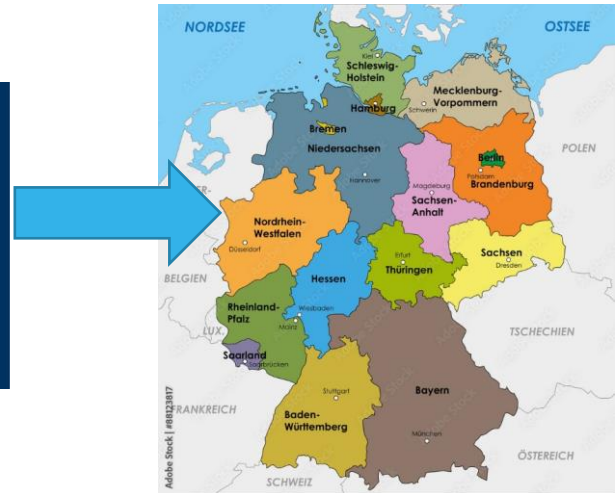 NORDSEE
OSTSEE
Kiel
Schleswig-
Holstein
Mecklenburg-
Vorpommern
Hamburg
Schwerin
Bremen
Niedersachsen
POLEN
Berlin
Potsdam
Brandenburg
Hannover
Magdeburg
Sachsen-
Anhalt
Nordrhein-
Westfalen
Düsseldorf
Sachsen
Dresden
Erfurt
Thüringen
Hessen
BELGIEN
Rheinland-
Pfalz
Wiesbaden
Mainz
LUX.
TSCHECHIEN
Saarland
Saarbrücken
Stuttgart
Bayern
FRANKREICH
Baden-
Württemberg
München
ÖSTERREICH
SCHWEIZ
Adobe Stock | #88123817